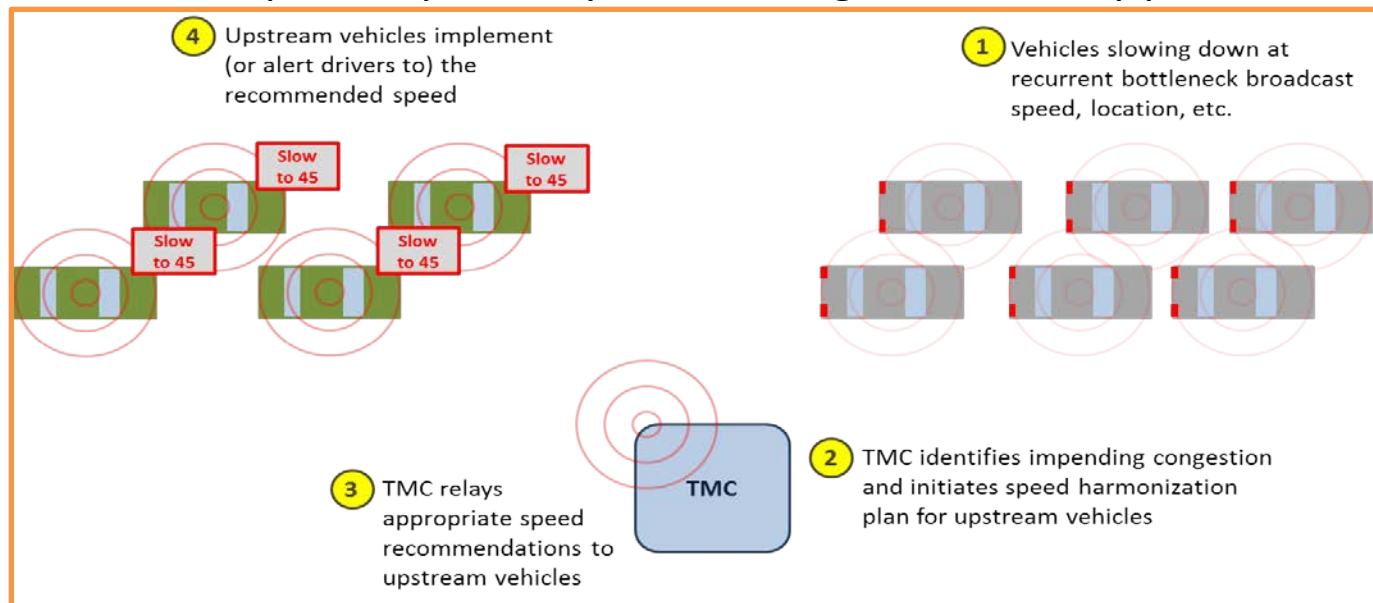 4 Upstream vehicles implement
(or alert drivers to) the
recommended speed
1 Vehicles slowing down at
recurrent bottleneck broadcast
speed, location, etc.
Slow
to 45
Slow
to 45
Slow
to 45
Slow
to 45
TMC
2 TMC identifies impending congestion
and initiates speed harmonization
plan for upstream vehicles
3 TMC relays
appropriate speed
recommendations to
upstream vehicles